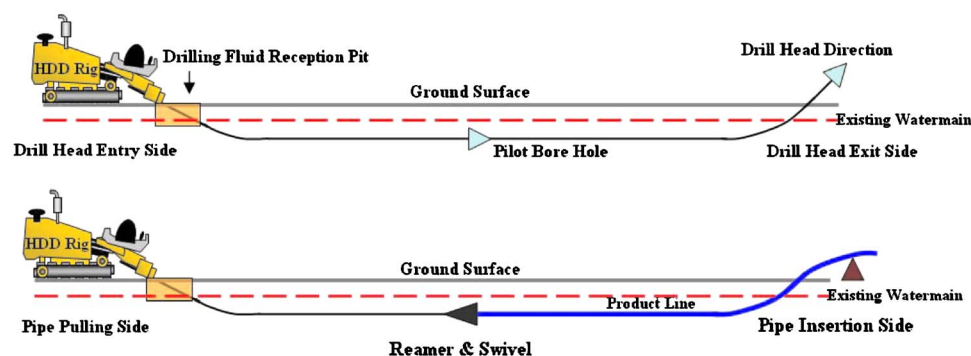 Drilling Fluid Reception Pit
Drill Head Direction
HDD Rig
Ground Surface
Existing Watermain
Drill Head Entry Side
Pilot Bore Hole
Drill Head Exit Side
HDD Rig
Ground Surface
Product Line
Existing Watermain
Pipe Pulling Side
Pipe Insertion Side
Reamer & Swivel